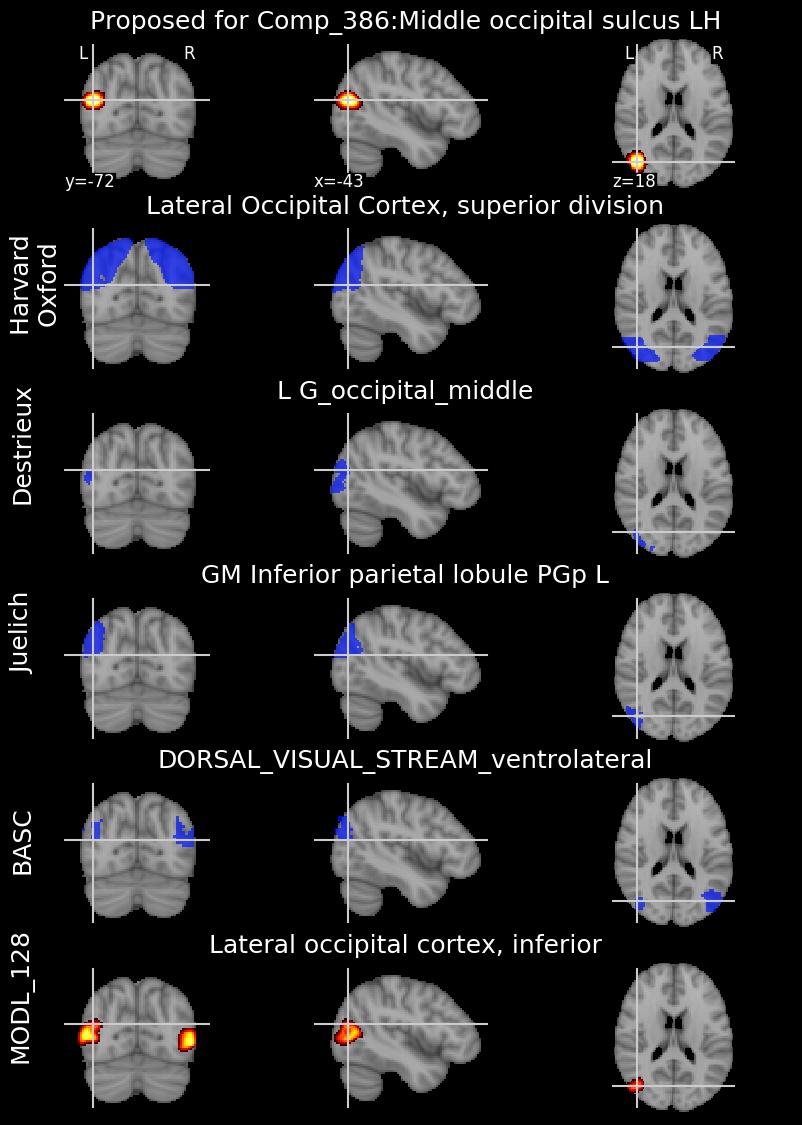 Proposed for Comp_386:Middle occipital sulcus LH
L R L R
y=-72 x=-43 z=18
Lateral Occipital Cortex, superior division
Harvard
Oxford
L G_occipital_middle
Destrieux
GM Inferior parietal lobule PGp L
Juelich
DORSAL_VISUAL_STREAM_ventrolateral
BASC
Lateral occipital cortex, inferior
MODL_128